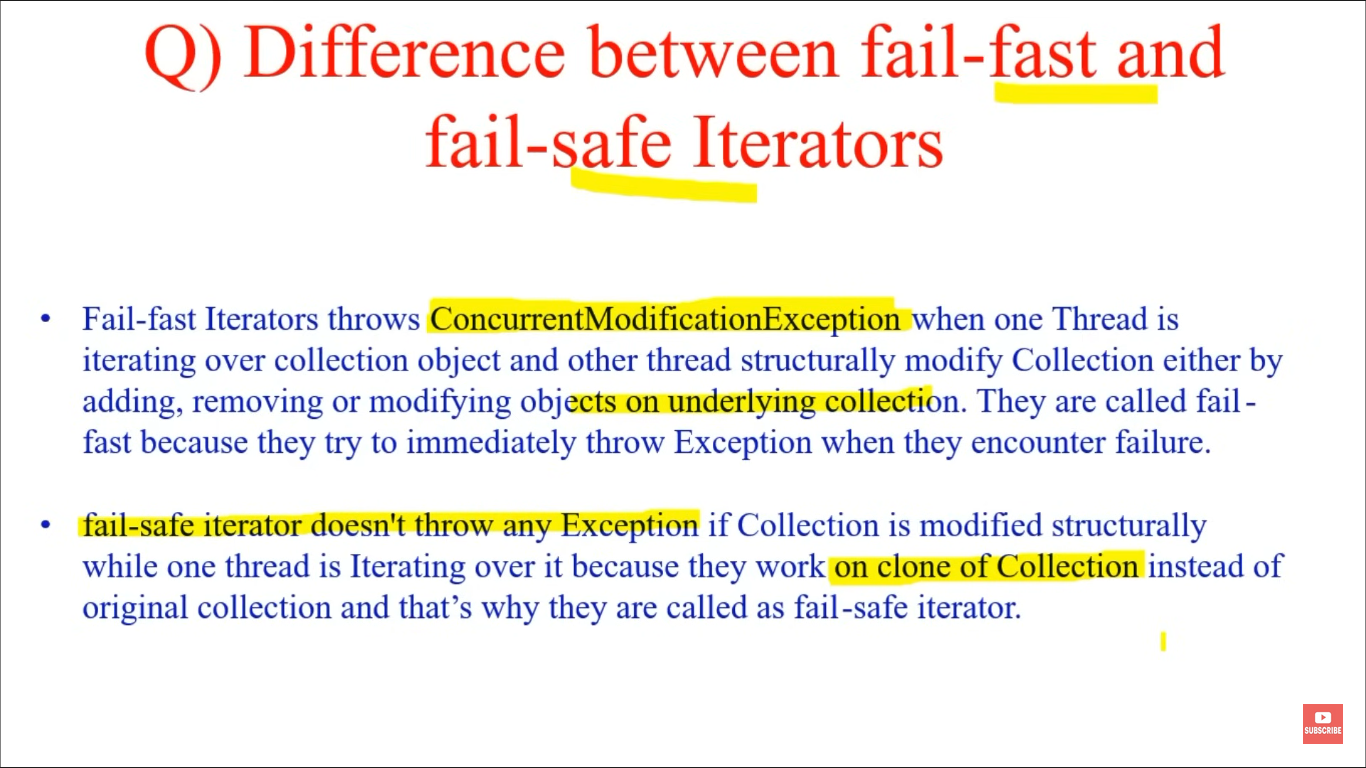 Q) Difference between fail-fast and
fail-safe Iterators
• Fail-fast Iterators throws ConcurrentModificationException when one Thread is
iterating over collection object and other thread structurally modify Collection either by
adding, removing or modifying objects on underlying collection. They are called fail-
fast because they try to immediately throw Exception when they encounter failure.
• fail-safe iterator doesn't throw any Exception if Collection is modified structurally
while one thread is Iterating over it because they work on clone of Collection instead of
original collection and that’s why they are called as fail-safe iterator.
SUBSCRIBE